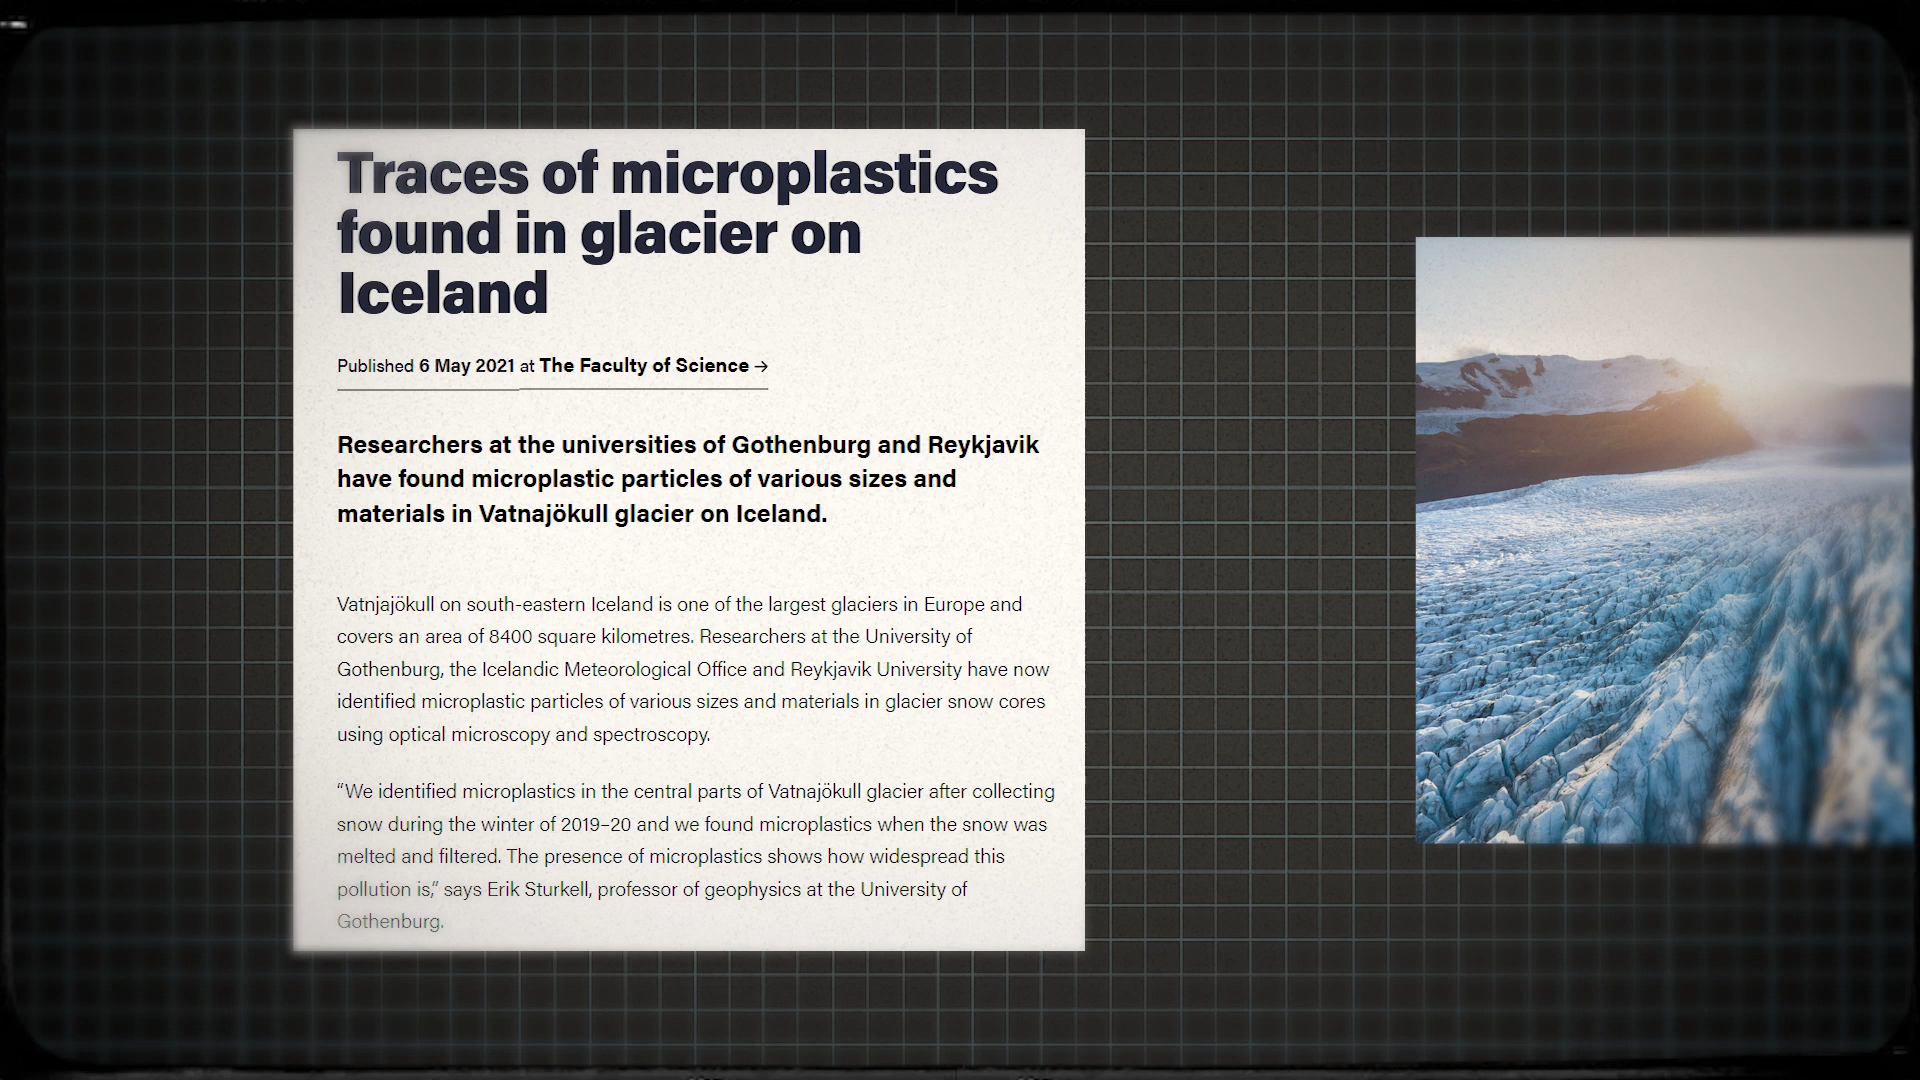 Traces of microplastics
found in glacier on
Iceland
Published 6 May 2021 at The Faculty of Science →
Researchers at the universities of Gothenburg and Reykjavik
have found microplastic particles of various sizes and
materials in Vatnajökull glacier on Iceland.
Vatnjajökull on south-eastern Iceland is one of the largest glaciers in Europe and
covers an area of 8400 square kilometres. Researchers at the University of
Gothenburg, the Icelandic Meteorological Office and Reykjavik University have now
identified microplastic particles of various sizes and materials in glacier snow cores
using optical microscopy and spectroscopy.
“We identified microplastics in the central parts of Vatnajökull glacier after collecting
snow during the winter of 2019–20 and we found microplastics when the snow was
melted and filtered. The presence of microplastics shows how widespread this
pollution is,” says Erik Sturkell, professor of geophysics at the University of
Gothenburg.